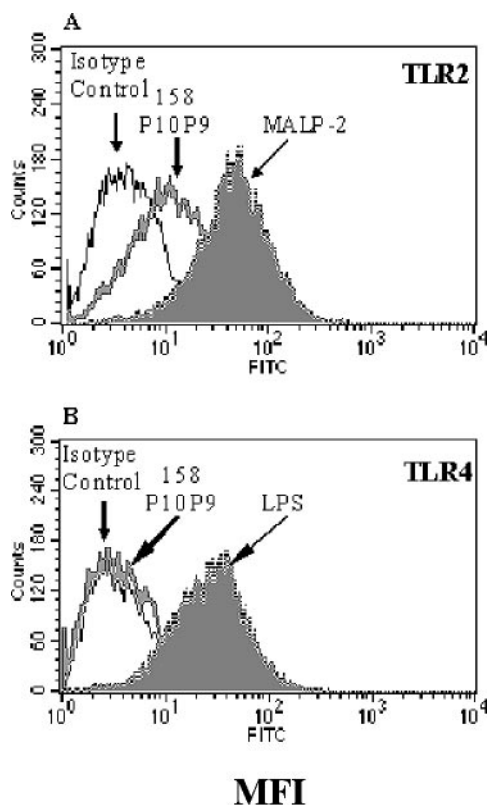 A
TLR2
Isotype
Control
158
P10P9
MALP-2
Counts
300
240
180
120
60
0
10^0 10^1 10^2 10^3 10^4
FITC
B
TLR4
Isotype
Control
158
P10P9
LPS
Counts
300
240
180
120
60
0
10^0 10^1 10^2 10^3 10^4
FITC
MFI